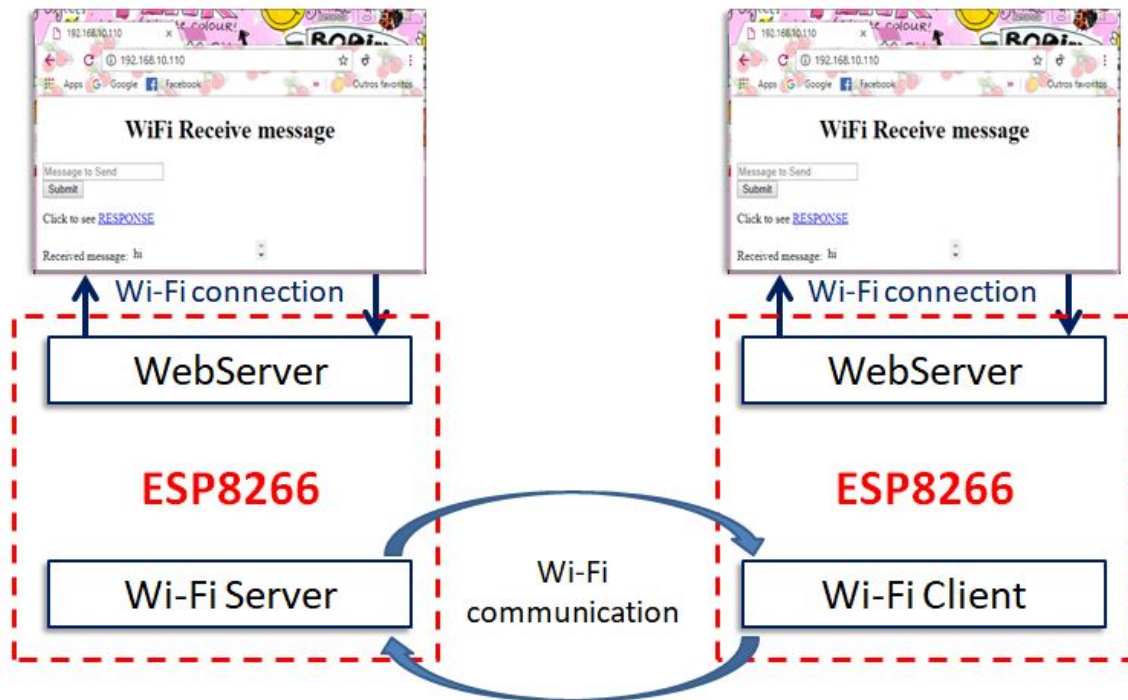 192.168.10.110
192.168.10.110
Apps Google Facebook » Outros favoritos
WiFi Receive message
Message to Send
Submit
Click to see RESPONSE
Received message: hi
Wi-Fi connection
WebServer
ESP8266
Wi-Fi Server
192.168.10.110
192.168.10.110
Apps Google Facebook » Outros favoritos
WiFi Receive message
Message to Send
Submit
Click to see RESPONSE
Received message: hi
Wi-Fi connection
WebServer
ESP8266
Wi-Fi Client
Wi-Fi
communication